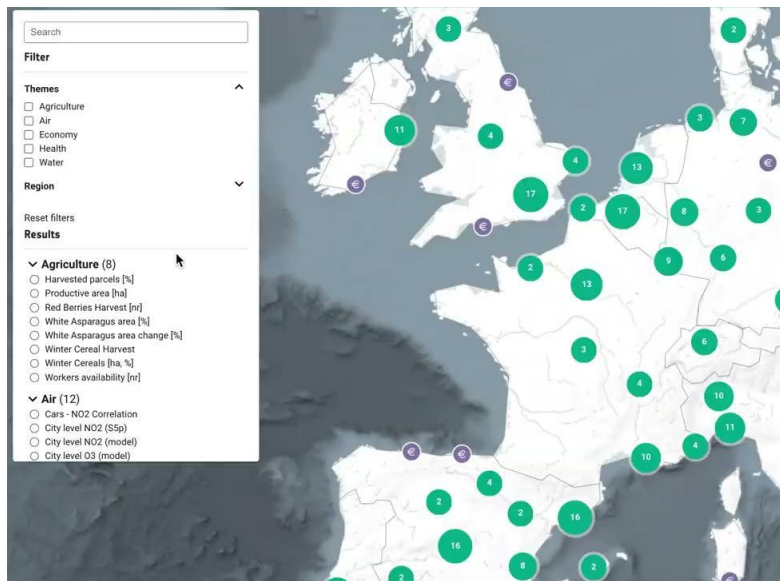 Search
Filter
Themes
Agriculture
Air
Economy
Health
Water
Region
Reset filters
Results
Agriculture (8)
Harvested parcels [%]
Productive area [ha]
Red Berries Harvest [nr]
White Asparagus area [%]
White Asparagus area change [%]
Winter Cereal Harvest
Winter Cereals [ha, %]
Workers availability [nr]
Air (12)
Cars - NO2 Correlation
City level NO2 (S5p)
City level NO2 (model)
City level O3 (model)
3
2
€
3
7
11
4
4
13
€
€
17
2
17
8
3
€
2
13
9
6
3
6
4
10
11
4
10
€
€
4
2
2
16
16
8
2
2
€